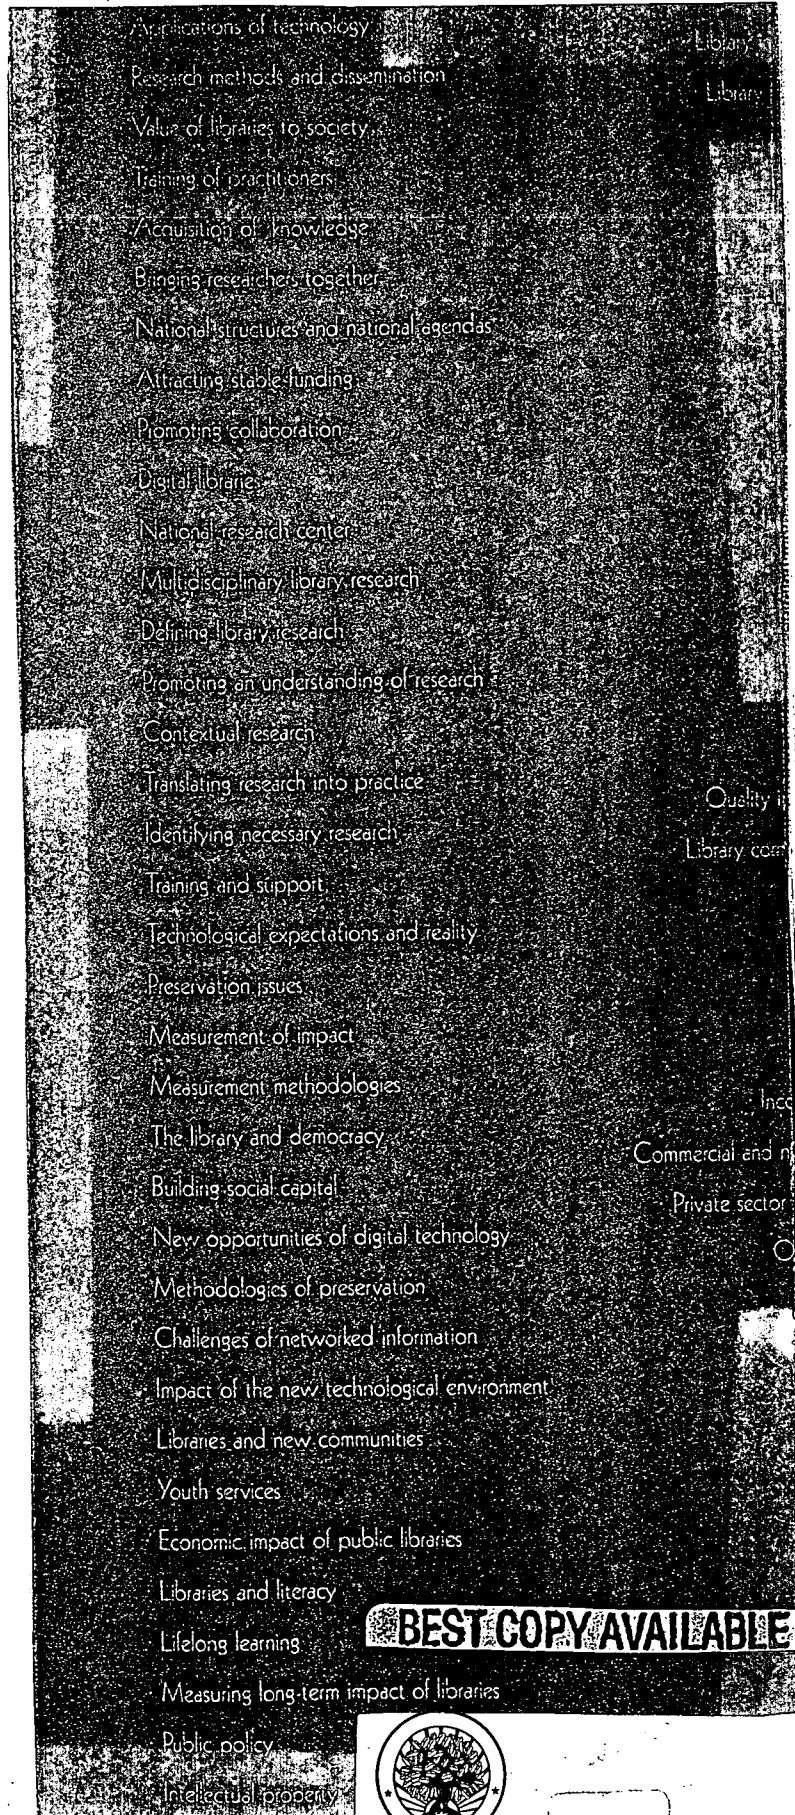 Applications of technology
Library
Research methods and dissemination
Library
Value of libraries to society
Training of practitioners
Acquisition of knowledge
Bringing researchers together
National structures and national agendas
Attracting stable funding
Promoting collaboration
Digital libraries
National research center
Multidisciplinary library research
Defining library research
Promoting an understanding of research
Contextual research
Translating research into practice
Quality
Identifying necessary research
Library
Training and support
Technological expectations and reality
Preservation issues
Measurement of impact
Measurement methodologies
The library and democracy
Commercial and
Building social capital
Private sector
New opportunities of digital technology
Methodologies of preservation
Challenges of networked information
Impact of the new technological environment
Libraries and new communities
Youth services
Economic impact of public libraries
Libraries and literacy
BEST COPY AVAILABLE
Lifelong learning
Measuring long-term impact of libraries
Public policy
Intellectual property